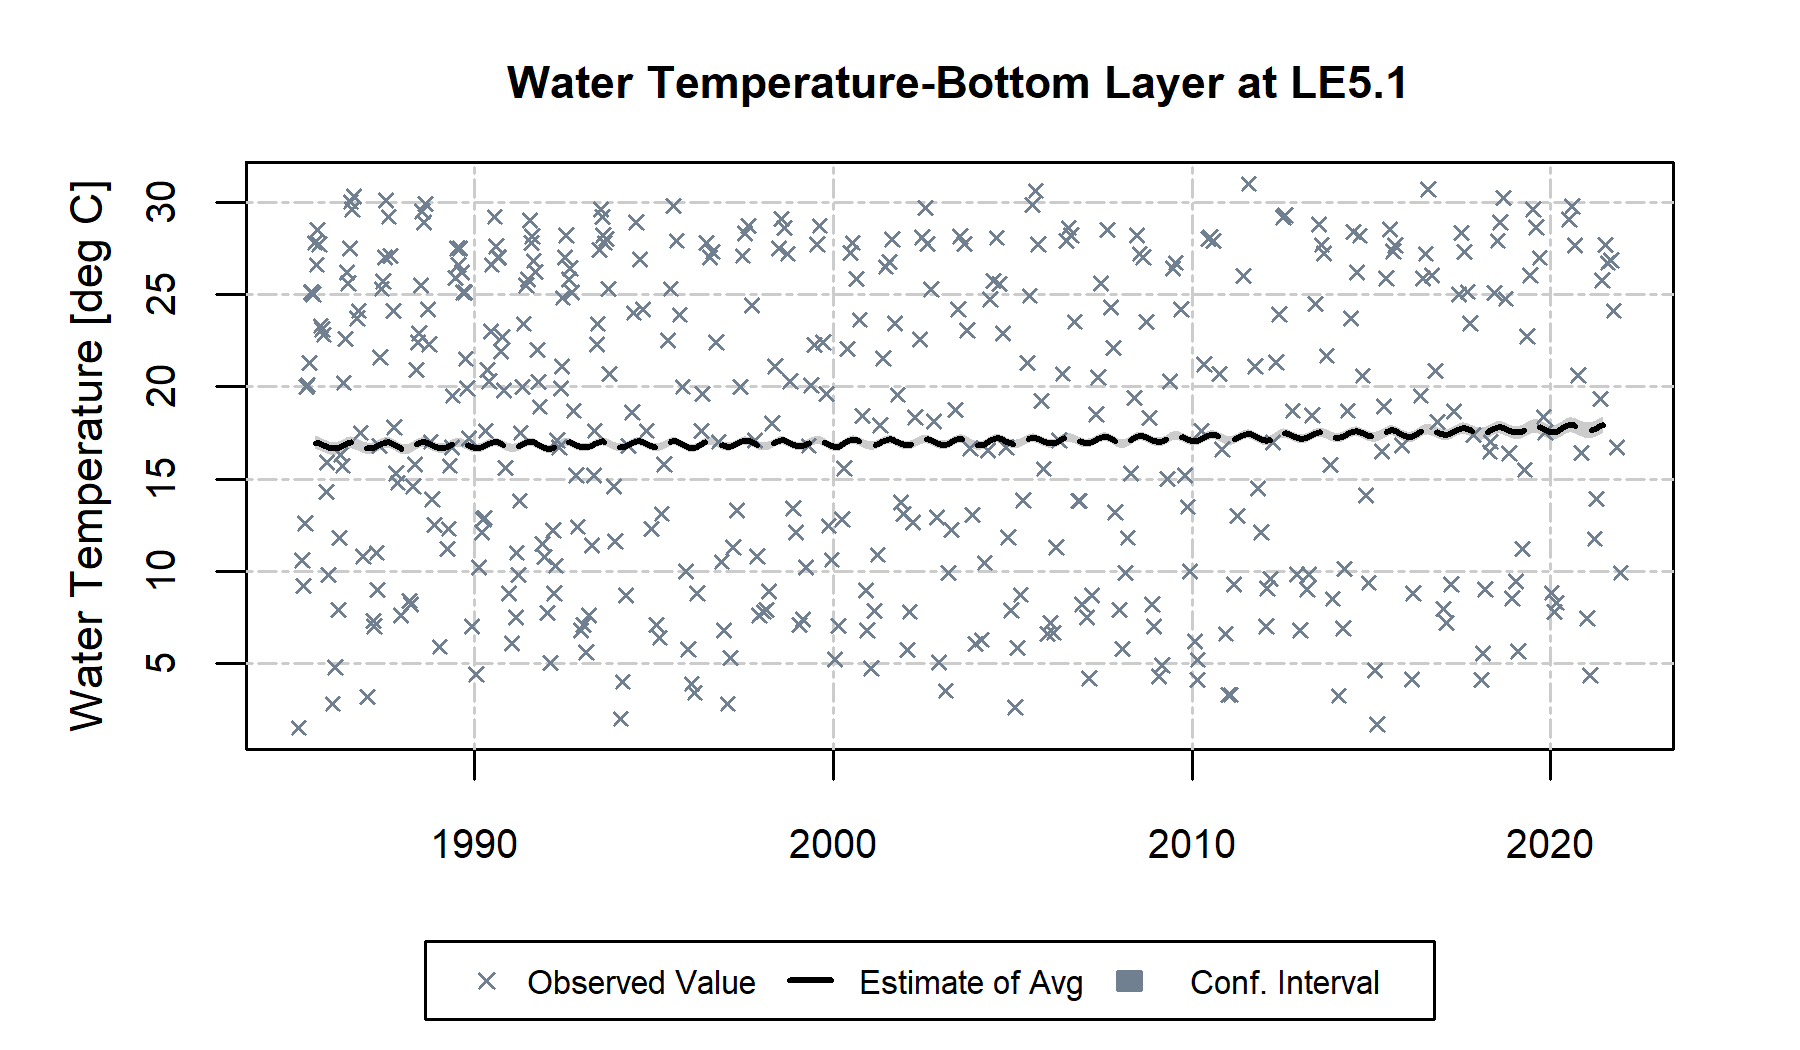 Water Temperature-Bottom Layer at LE5.1
Water Temperature [deg C]
30
25
20
15
10
5
1990 2000 2010 2020
Observed Value Estimate of Avg Conf. Interval